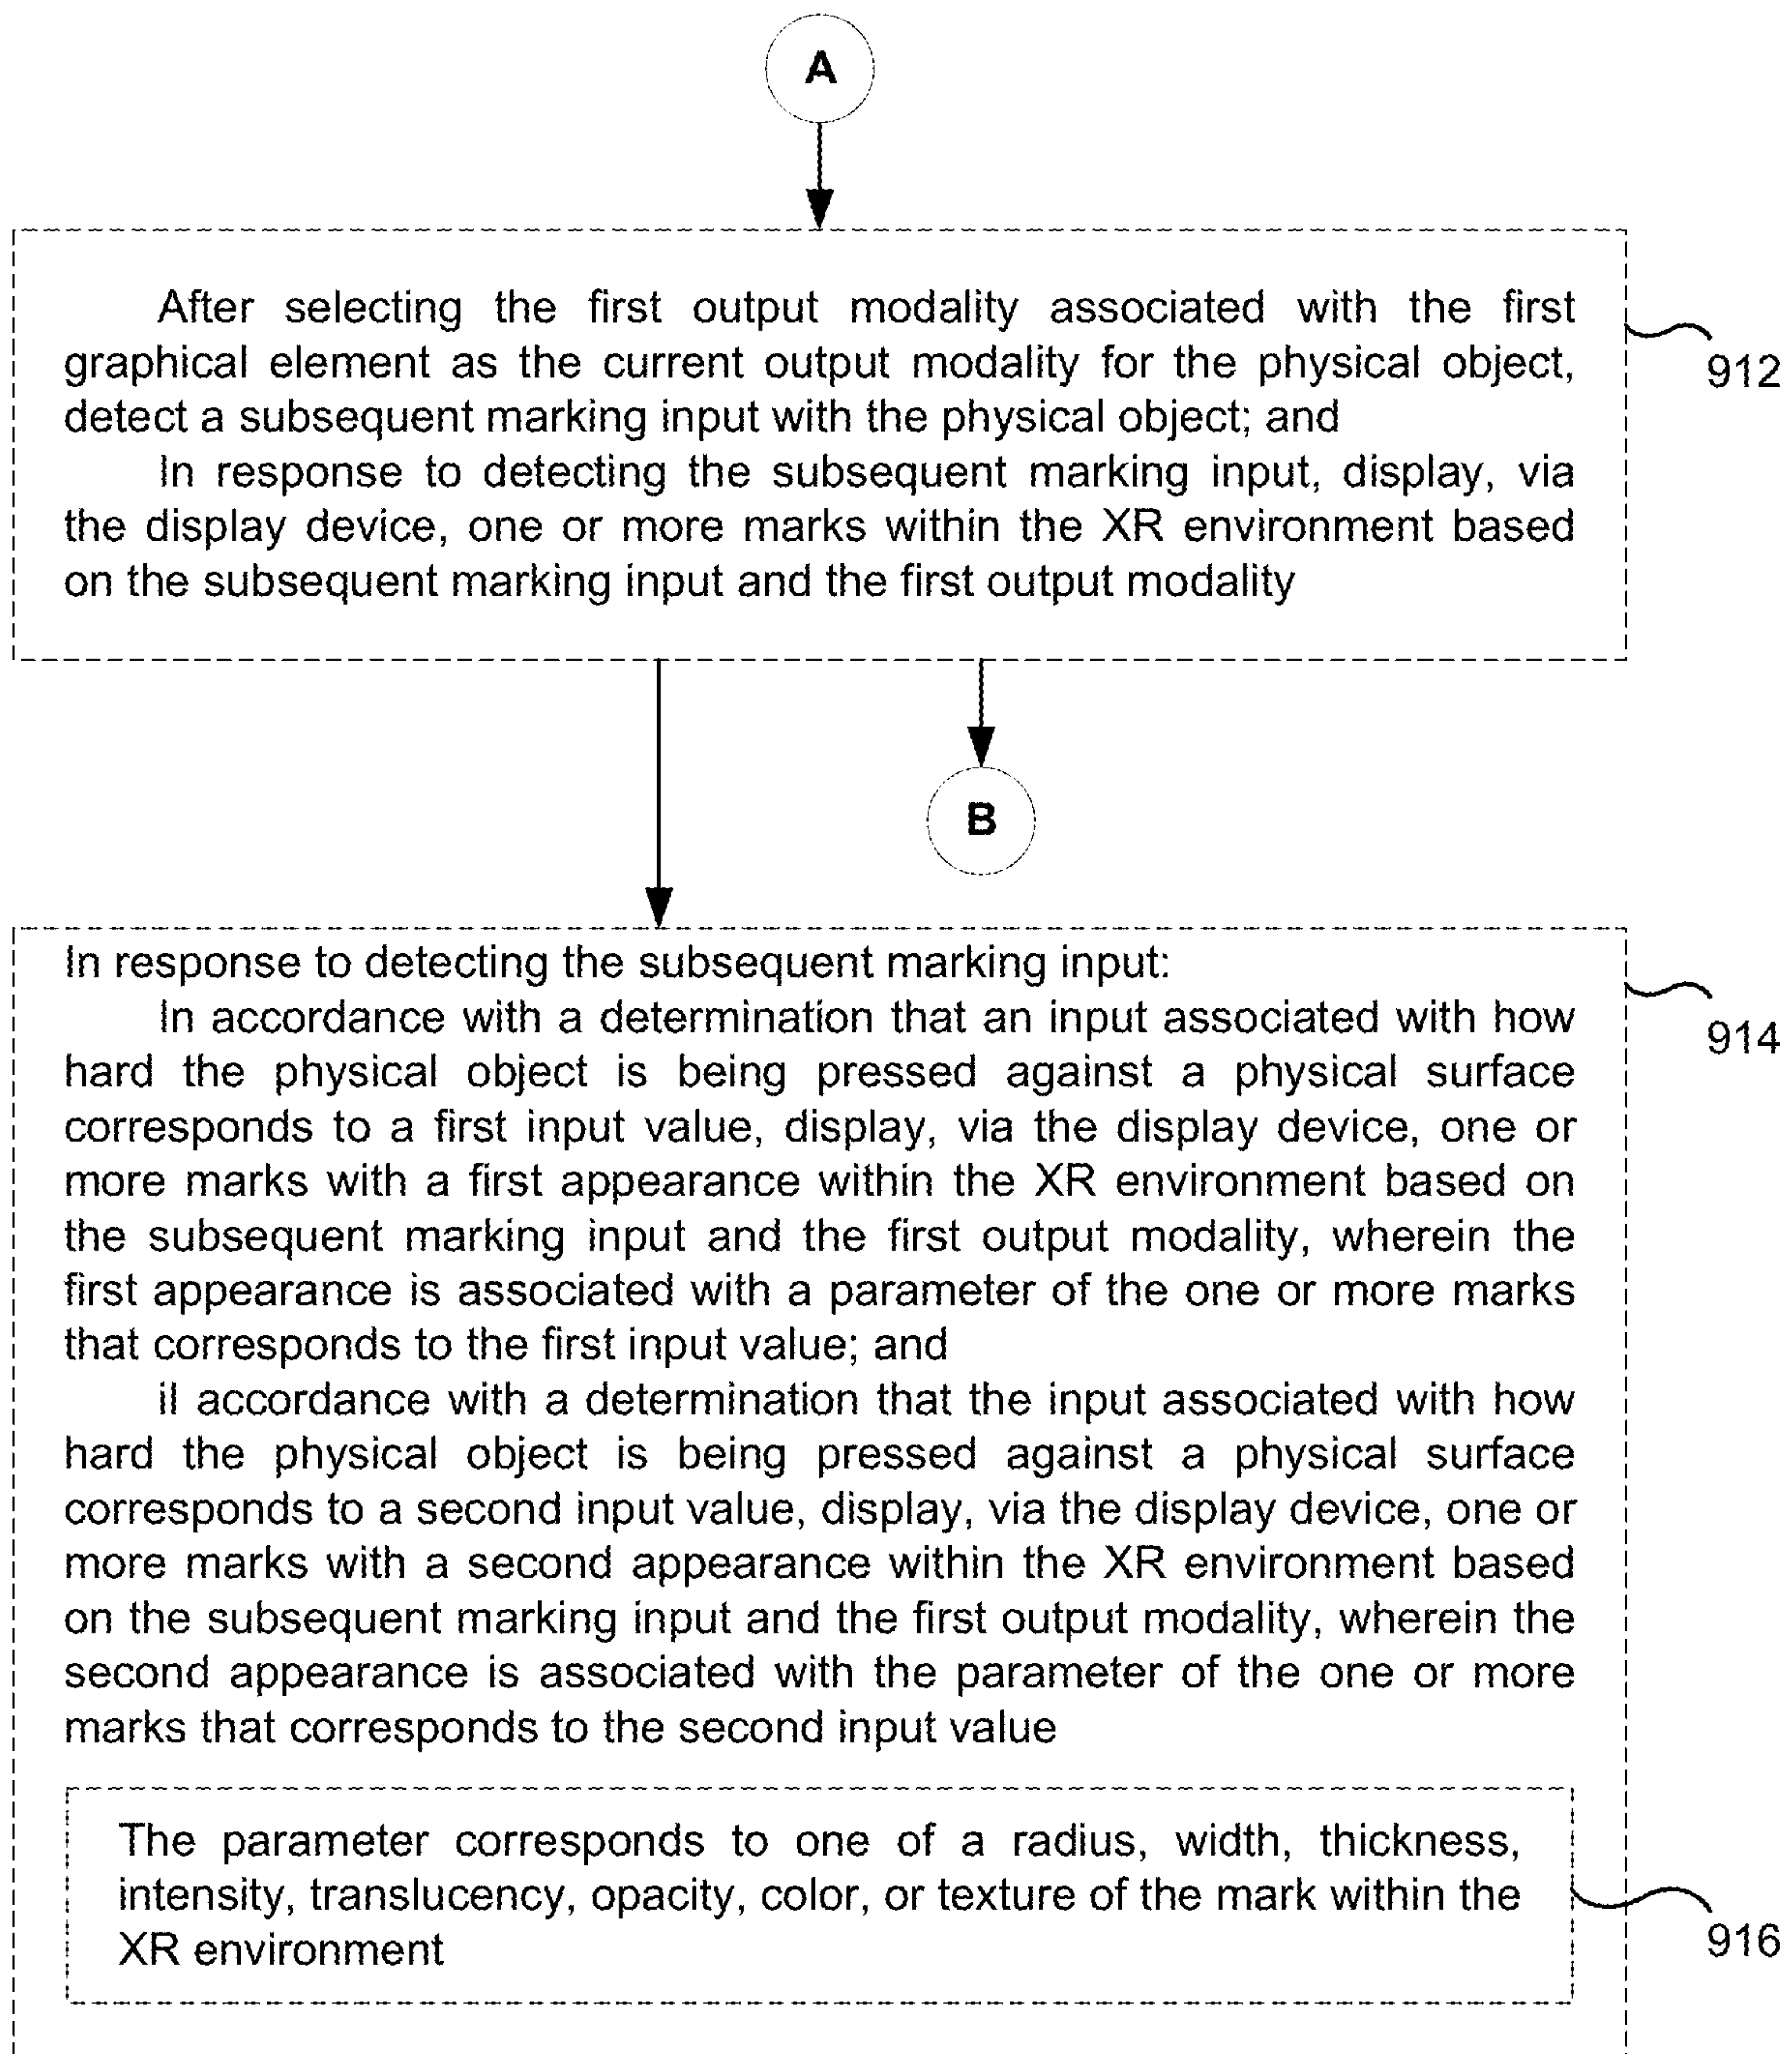 A
After selecting the first output modality associated with the first
graphical element as the current output modality for the physical object,
detect a subsequent marking input with the physical object; and
In response to detecting the subsequent marking input, display, via
the display device, one or more marks within the XR environment based
on the subsequent marking input and the first output modality
912
B
In response to detecting the subsequent marking input:
In accordance with a determination that an input associated with how
hard the physical object is being pressed against a physical surface
corresponds to a first input value, display, via the display device, one or
more marks with a first appearance within the XR environment based on
the subsequent marking input and the first output modality, wherein the
first appearance is associated with a parameter of the one or more marks
that corresponds to the first input value; and
il accordance with a determination that the input associated with how
hard the physical object is being pressed against a physical surface
corresponds to a second input value, display, via the display device, one or
more marks with a second appearance within the XR environment based
on the subsequent marking input and the first output modality, wherein the
second appearance is associated with the parameter of the one or more
marks that corresponds to the second input value
914
The parameter corresponds to one of a radius, width, thickness,
intensity, translucency, opacity, color, or texture of the mark within the
XR environment
916